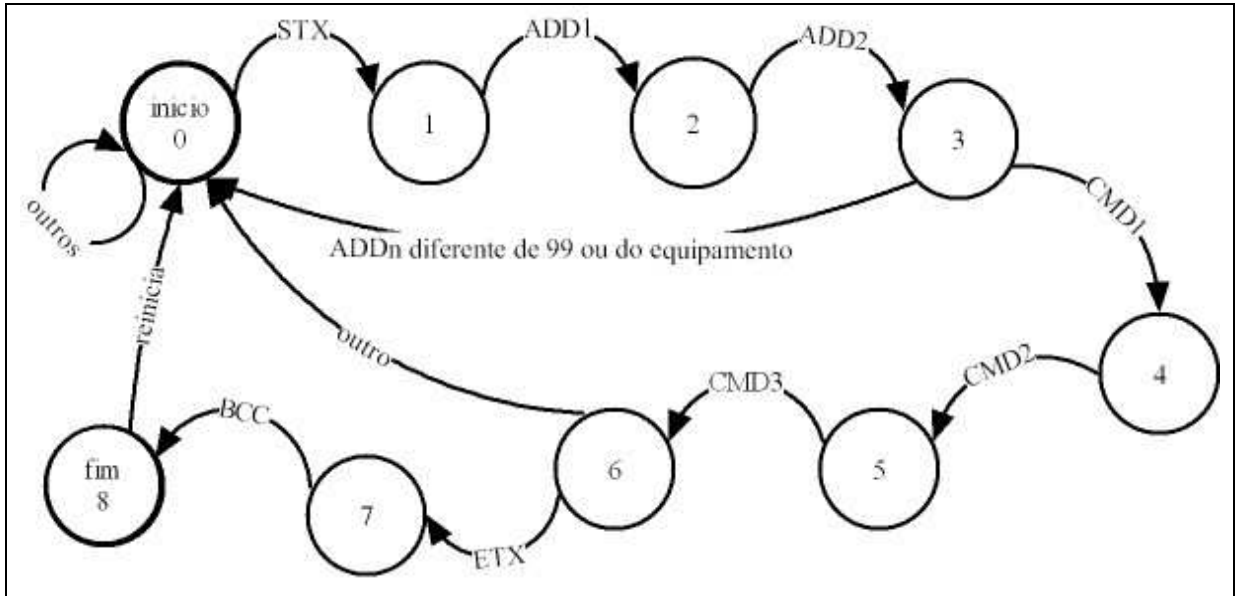 STX
ADD1
ADD2
inicio
0
1
2
3
outros
CMD1
ADDn diferente de 99 ou do equipamento
reinicia
outro
4
CMD2
CMD3
BCC
5
6
fim
8
7
ETX